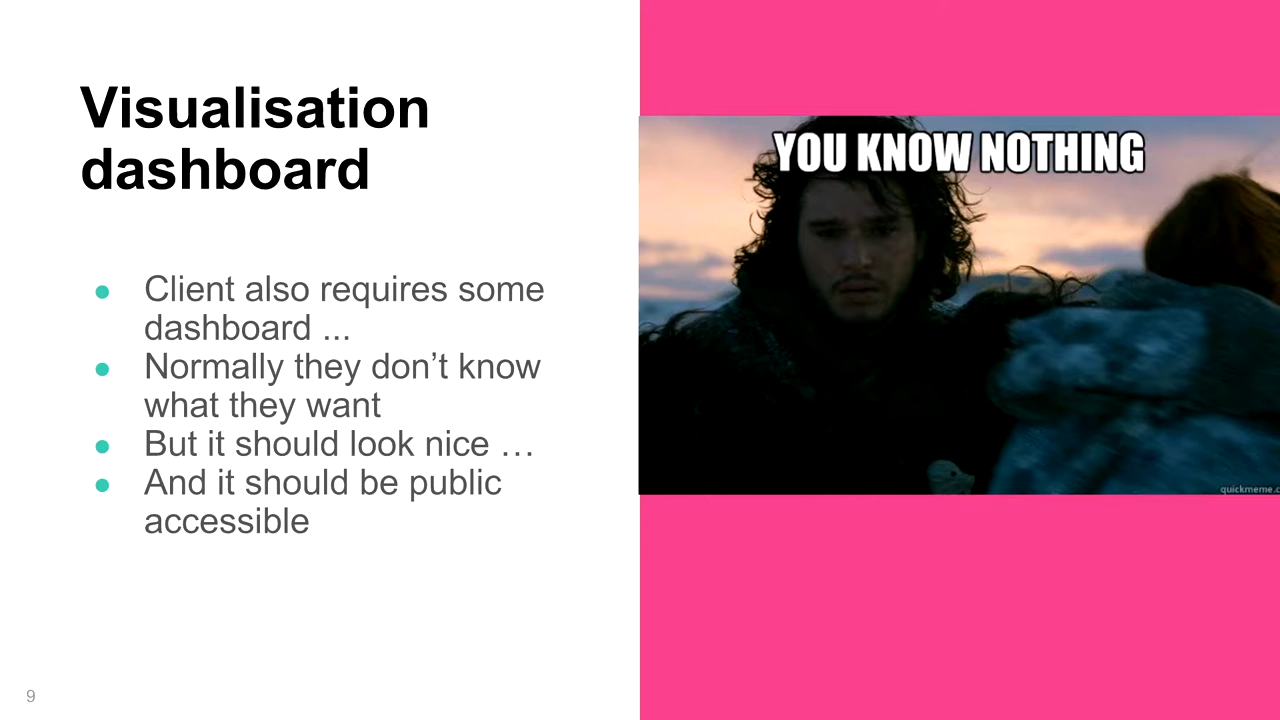 Visualisation
dashboard
● Client also requires some
dashboard ...
● Normally they don’t know
what they want
● But it should look nice …
● And it should be public
accessible
9
YOU KNOW NOTHING
quickmeme.c